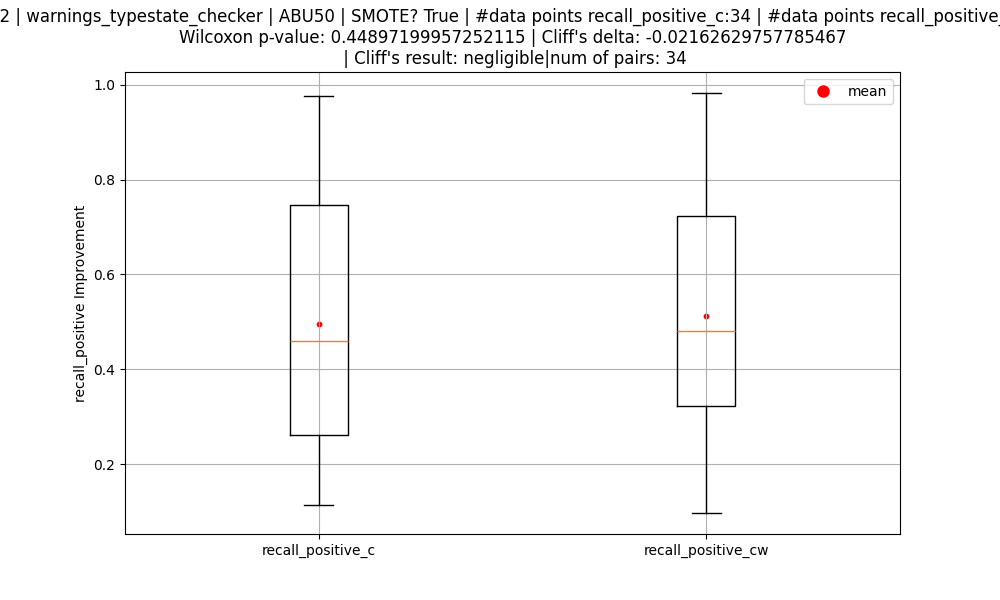 2 | warnings_typestate_checker | ABU50 | SMOTE? True | #data points recall_positive_c:34 | #data points recall_positive_
Wilcoxon p-value: 0.44897199957252115 | Cliff's delta: -0.02162629757785467
| Cliff's result: negligible|num of pairs: 34
mean
1.0
0.8
0.6
0.4
0.2
recall_positive Improvement
recall_positive_c
recall_positive_cw